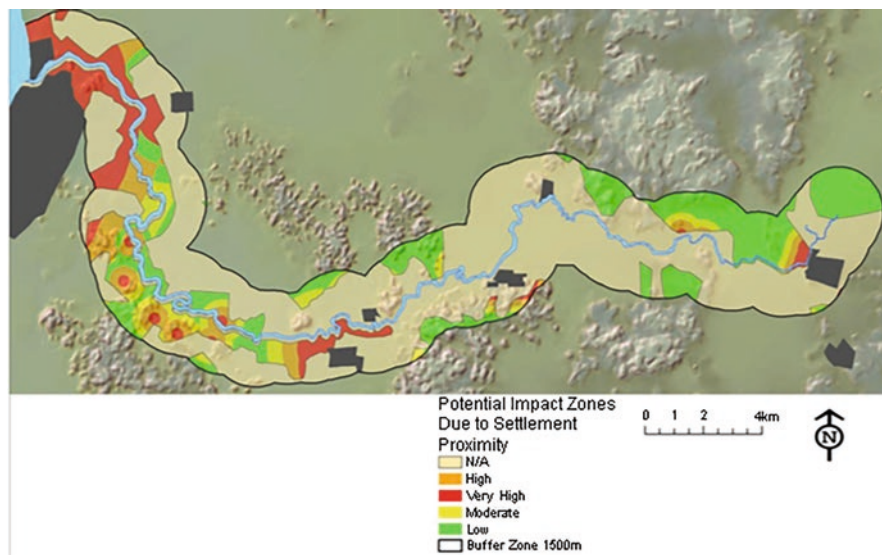 Potential Impact Zones
Due to Settlement
Proximity
N/A
High
Very High
Moderate
Low
Buffer Zone 1500m
0 1 2 4km
N